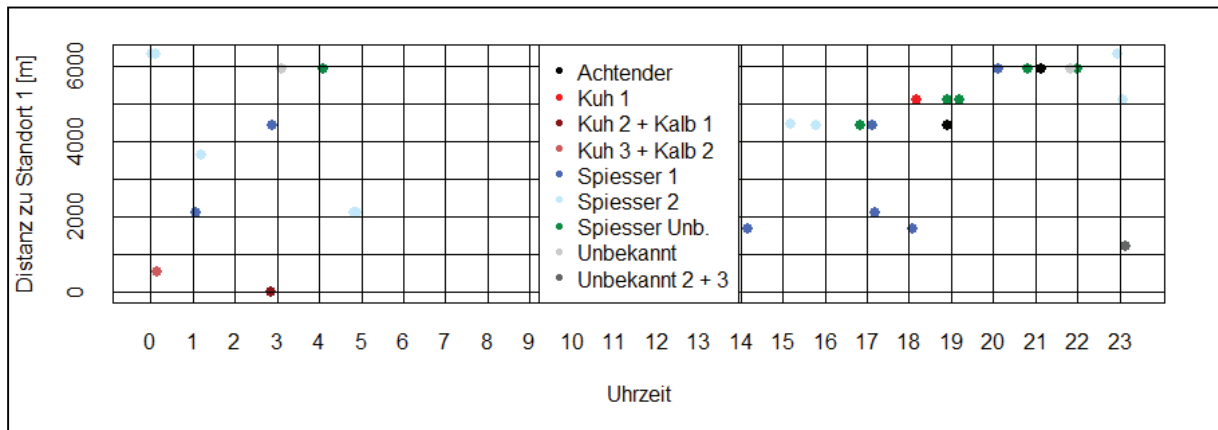 Distanz zu Standort 1 [m]
6000
4000
2000
0
Achtender
Kuh 1
Kuh 2 + Kalb 1
Kuh 3 + Kalb 2
Spiesser 1
Spiesser 2
Spiesser Unb.
Unbekannt
Unbekannt 2 + 3
0 1 2 3 4 5 6 7 8 9 10 11 12 13 14 15 16 17 18 19 20 21 22 23
Uhrzeit